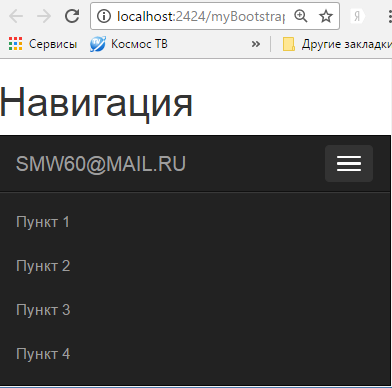 localhost:2424/myBootstrap
Сервисы Космос ТВ » Другие закладки
Навигация
SMW60@MAIL.RU
Пункт 1
Пункт 2
Пункт 3
Пункт 4